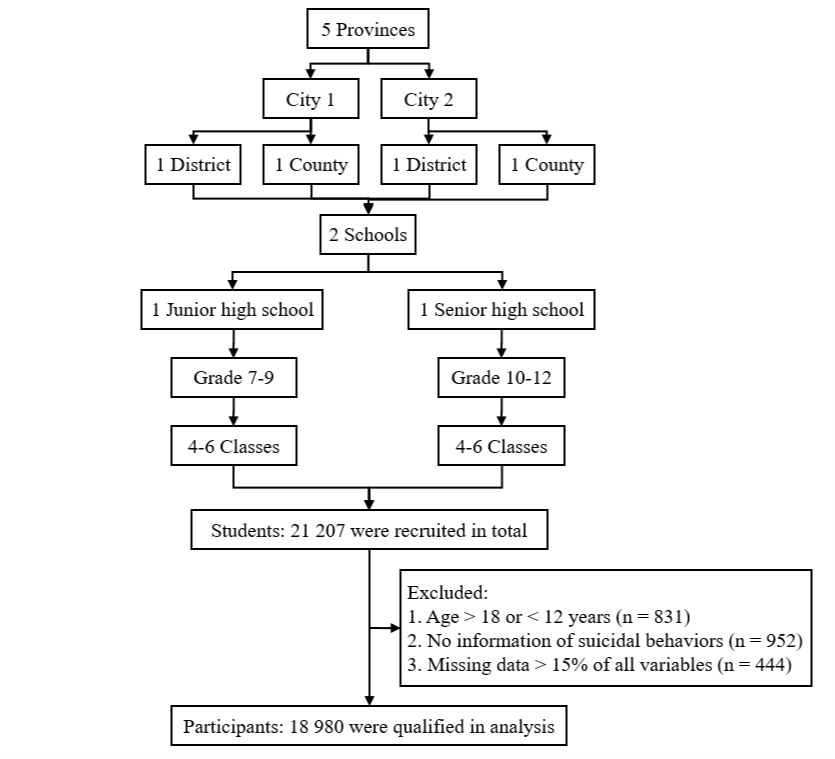 5 Provinces
City 1
City 2
1 District
1 County
1 District
1 County
2 Schools
1 Junior high school
1 Senior high school
Grade 7-9
Grade 10-12
4-6 Classes
4-6 Classes
Students: 21 207 were recruited in total
Excluded:
1. Age > 18 or < 12 years (n = 831)
2. No information of suicidal behaviors (n = 952)
3. Missing data > 15% of all variables (n = 444)
Participants: 18 980 were qualified in analysis